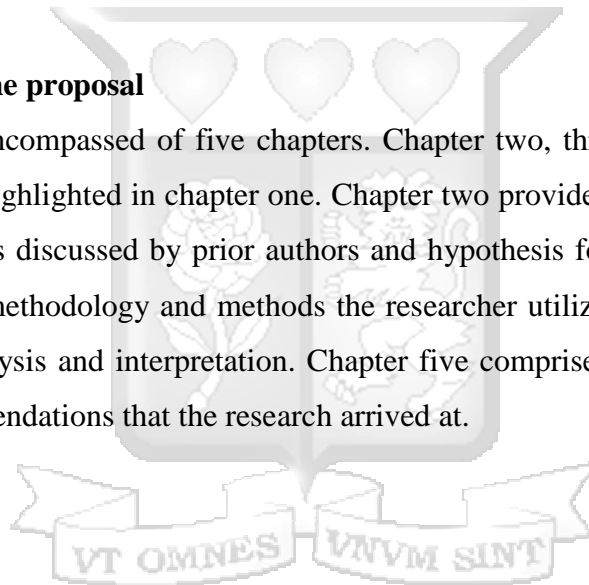 ne proposal
ncompassed of five chapters. Chapter two, th
ghlighted in chapter one. Chapter two provide
s discussed by prior authors and hypothesis fo
nethodology and methods the researcher utiliz
ysis and interpretation. Chapter five comprise
endations that the research arrived at.
VT OMNES VNVM SINT